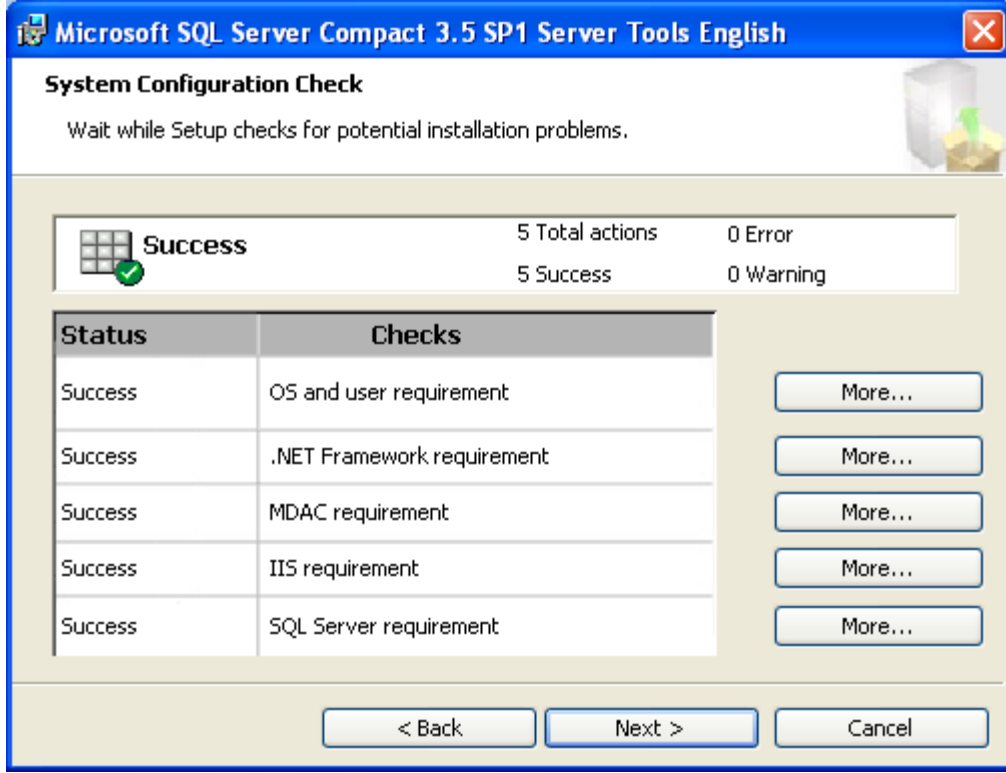 Microsoft SQL Server Compact 3.5 SP1 Server Tools English
System Configuration Check
Wait while Setup checks for potential installation problems.
Success
5 Total actions
0 Error
5 Success
0 Warning
Status Checks
Success OS and user requirement More...
Success .NET Framework requirement More...
Success MDAC requirement More...
Success IIS requirement More...
Success SQL Server requirement More...
< Back Next > Cancel